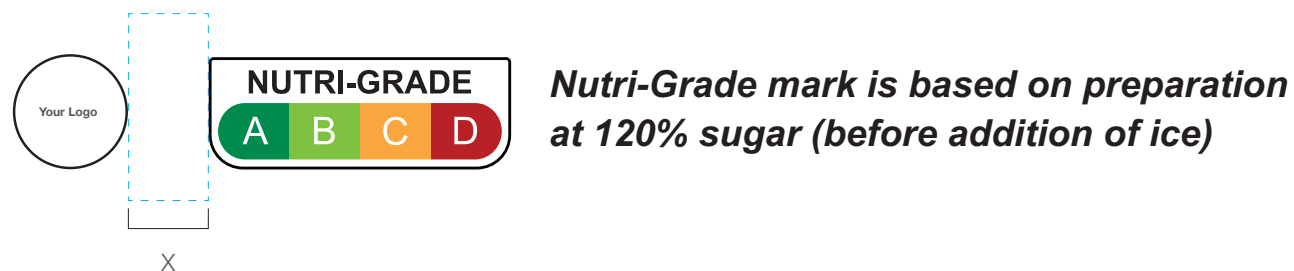 Your Logo
NUTRI-GRADE
A B C D
Nutri-Grade mark is based on preparation
at 120% sugar (before addition of ice)
X